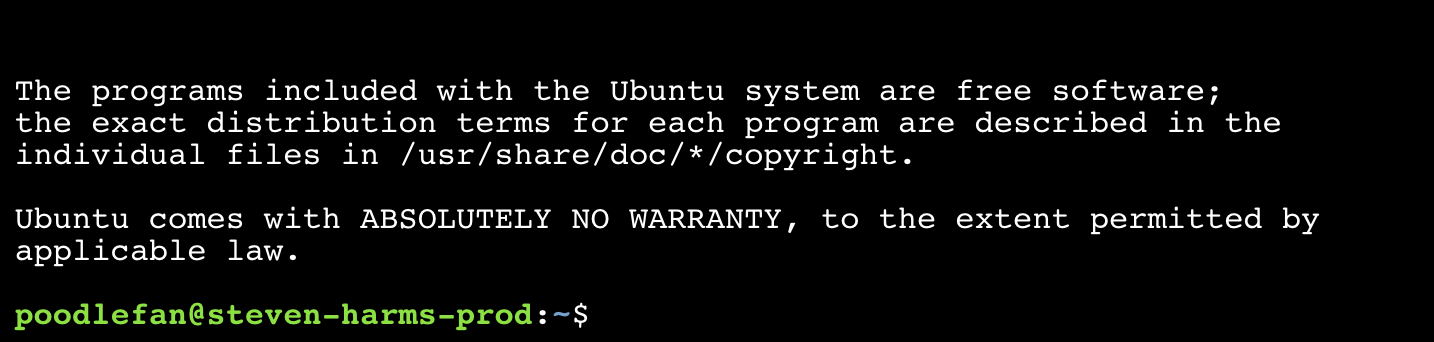 The programs included with the Ubuntu system are free software;
the exact distribution terms for each program are described in the
individual files in /usr/share/doc/*/copyright.
Ubuntu comes with ABSOLUTELY NO WARRANTY, to the extent permitted by
applicable law.
poodlefan@steven-harms-prod:~$